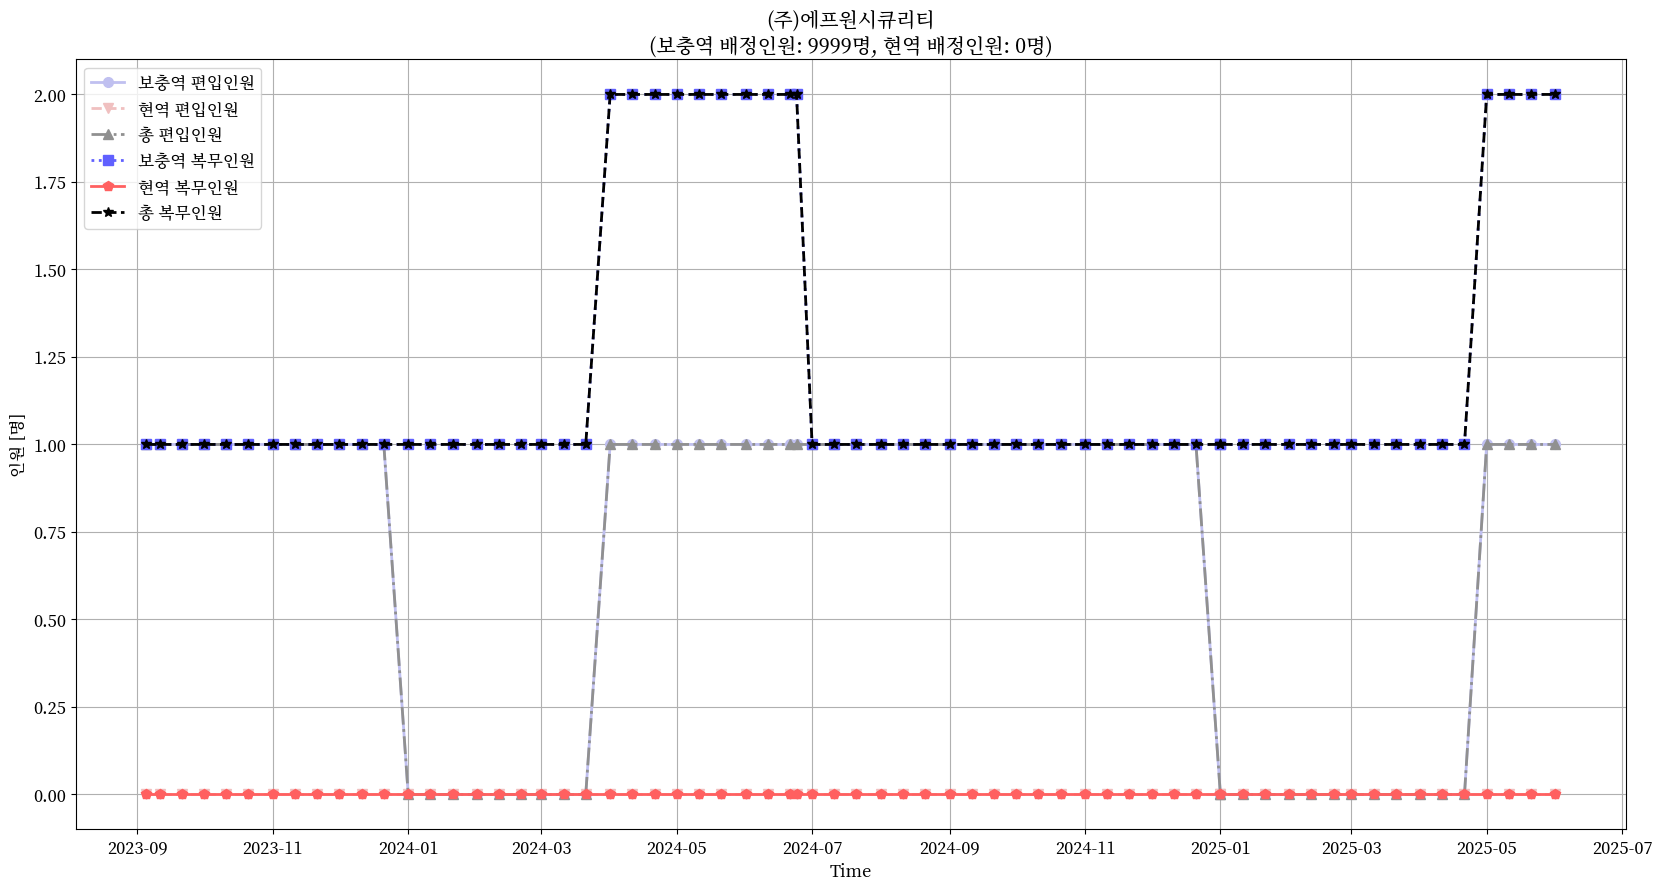 (주)에프원시큐리티
(보충역 배정인원: 9999명, 현역 배정인원: 0명)
보충역 편입인원
현역 편입인원
총 편입인원
보충역 복무인원
현역 복무인원
총 복무인원
2.00
1.75
1.50
1.25
1.00
0.75
0.50
0.25
0.00
인원 [명]
2023-09 2023-11 2024-01 2024-03 2024-05 2024-07 2024-09 2024-11 2025-01 2025-03 2025-05 2025-07
Time